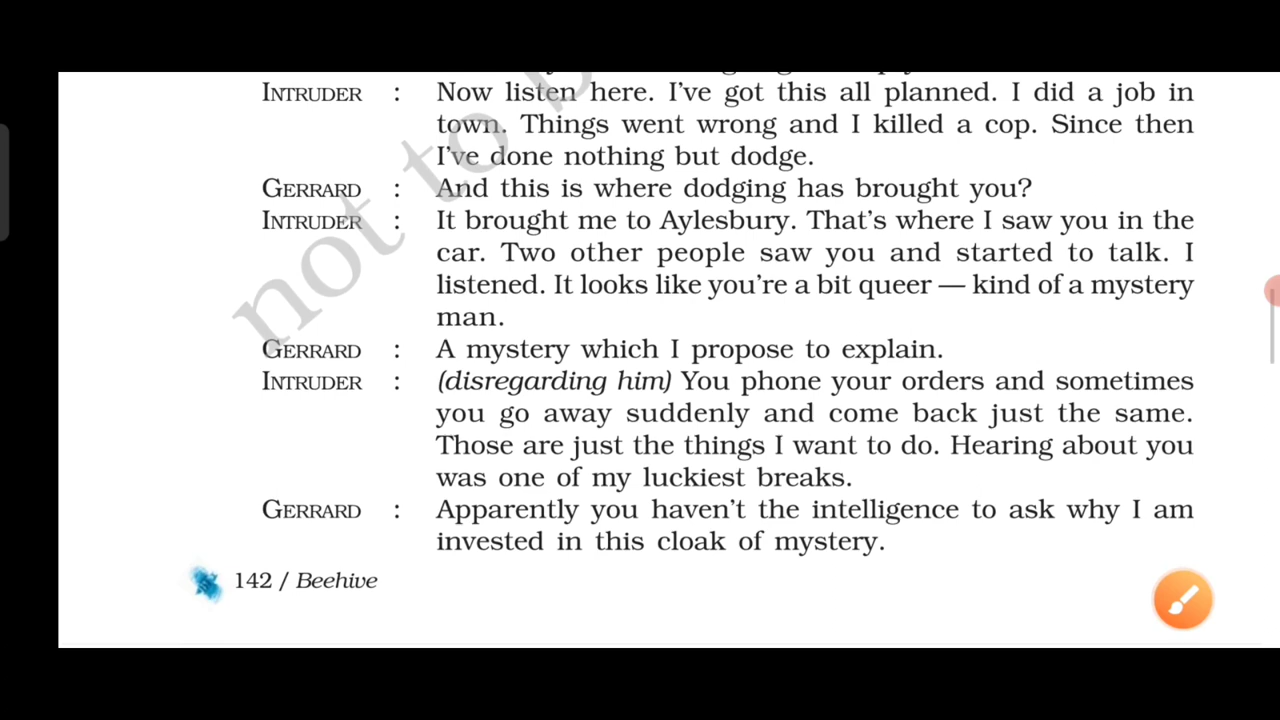 INTRUDER : Now listen here. I've got this all planned. I did a job in
town. Things went wrong and I killed a cop. Since then
I've done nothing but dodge.
GERRARD : And this is where dodging has brought you?
INTRUDER : It brought me to Aylesbury. That's where I saw you in the
car. Two other people saw you and started to talk. I
listened. It looks like you're a bit queer — kind of a mystery
man.
GERRARD : A mystery which I propose to explain.
INTRUDER : (disregarding him) You phone your orders and sometimes
you go away suddenly and come back just the same.
Those are just the things I want to do. Hearing about you
was one of my luckiest breaks.
GERRARD : Apparently you haven't the intelligence to ask why I am
invested in this cloak of mystery.
142 / Beehive
not to b